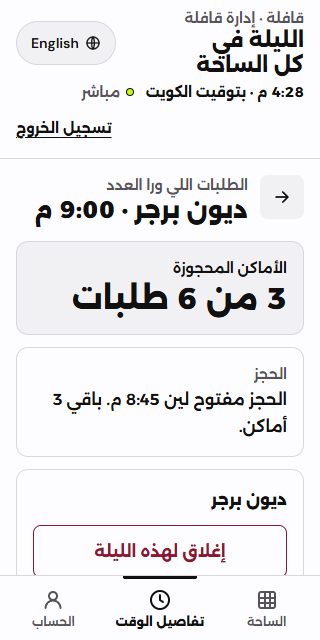 قافلة · إدارة قافلة
الليلة في
كل الساحة
English
4:28 م · بتوقيت الكويت
مباشر
تسجيل الخروج
الطلبات اللي ورا العدد
ديون برجر · 9:00 م
الأماكن المحجوزة
3 من 6 طلبات
الحجز
الحجز مفتوح لين 8:45 م. باقي 3
أماكن.
ديون برجر
إغلاق لهذه الليلة
الساحة
تفاصيل الوقت
الحساب